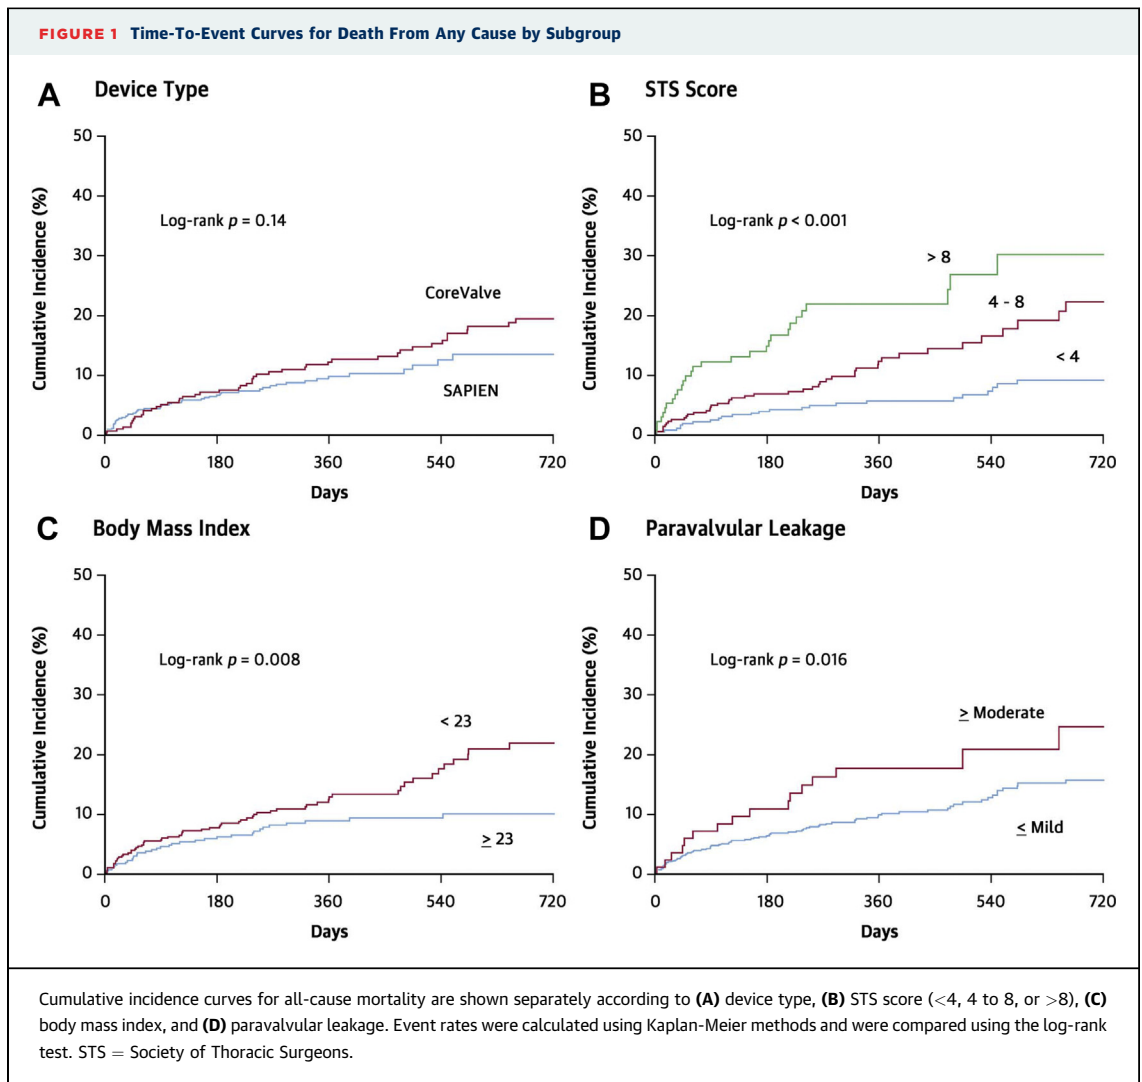 FIGURE 1 Time-To-Event Curves for Death From Any Cause by Subgroup
A Device Type
Cumulative Incidence (%)
50
40
30
20
10
0
Log-rank p = 0.14
CoreValve
SAPIEN
0 180 360 540 720
Days
B STS Score
Cumulative Incidence (%)
50
40
30
20
10
0
Log-rank p < 0.001
> 8
4 - 8
< 4
0 180 360 540 720
Days
C Body Mass Index
Cumulative Incidence (%)
50
40
30
20
10
0
Log-rank p = 0.008
< 23
≥ 23
0 180 360 540 720
Days
D Paravalvular Leakage
Cumulative Incidence (%)
50
40
30
20
10
0
Log-rank p = 0.016
≥ Moderate
≤ Mild
0 180 360 540 720
Days
Cumulative incidence curves for all-cause mortality are shown separately according to (A) device type, (B) STS score (<4, 4 to 8, or >8), (C)
body mass index, and (D) paravalvular leakage. Event rates were calculated using Kaplan-Meier methods and were compared using the log-rank
test. STS = Society of Thoracic Surgeons.